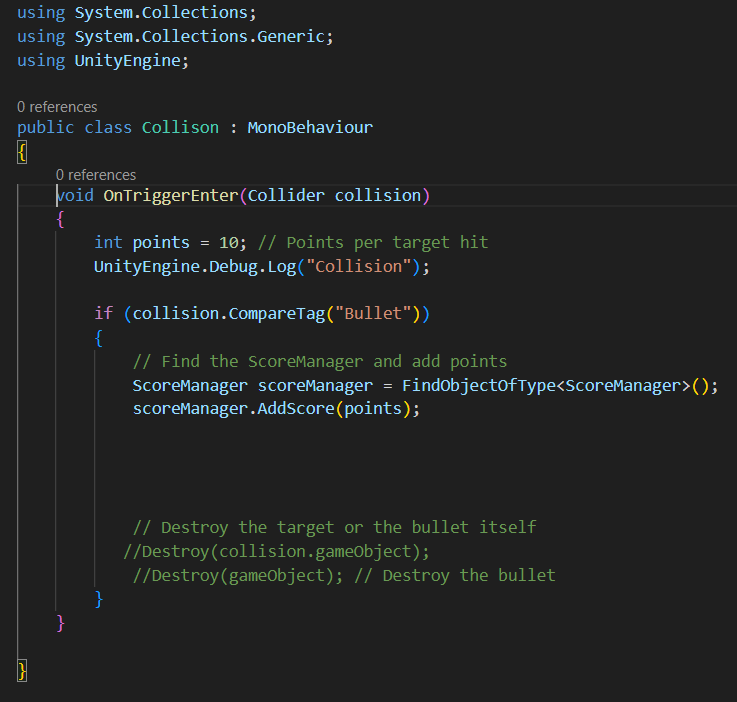 using System.Collections;
using System.Collections.Generic;
using UnityEngine;
0 references
public class Collison : MonoBehaviour
{
0 references
void OnTriggerEnter(Collider collision)
{
int points = 10; // Points per target hit
UnityEngine.Debug.Log("Collision");
if (collision.CompareTag("Bullet"))
{
// Find the ScoreManager and add points
ScoreManager scoreManager = FindObjectOfType<ScoreManager>();
scoreManager.AddScore(points);
// Destroy the target or the bullet itself
//Destroy(collision.gameObject);
//Destroy(gameObject); // Destroy the bullet
}
}
}